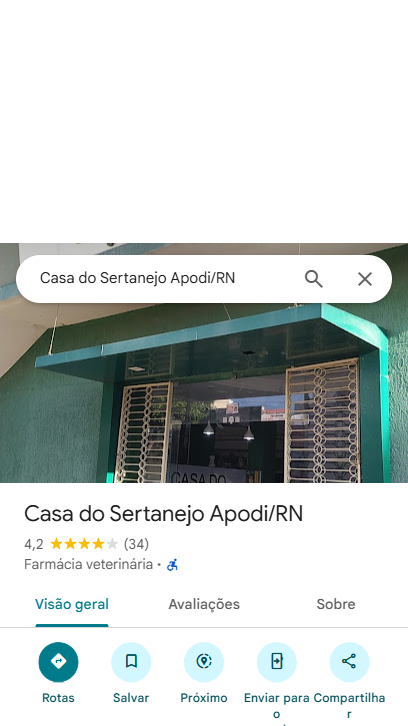 Casa do Sertanejo Apodi/RN
CASA DO
Casa do Sertanejo Apodi/RN
4,2 (34)
Farmácia veterinária ·
Visão geral Avaliações Sobre
Rotas Salvar Próximo Enviar para o Compartilhar